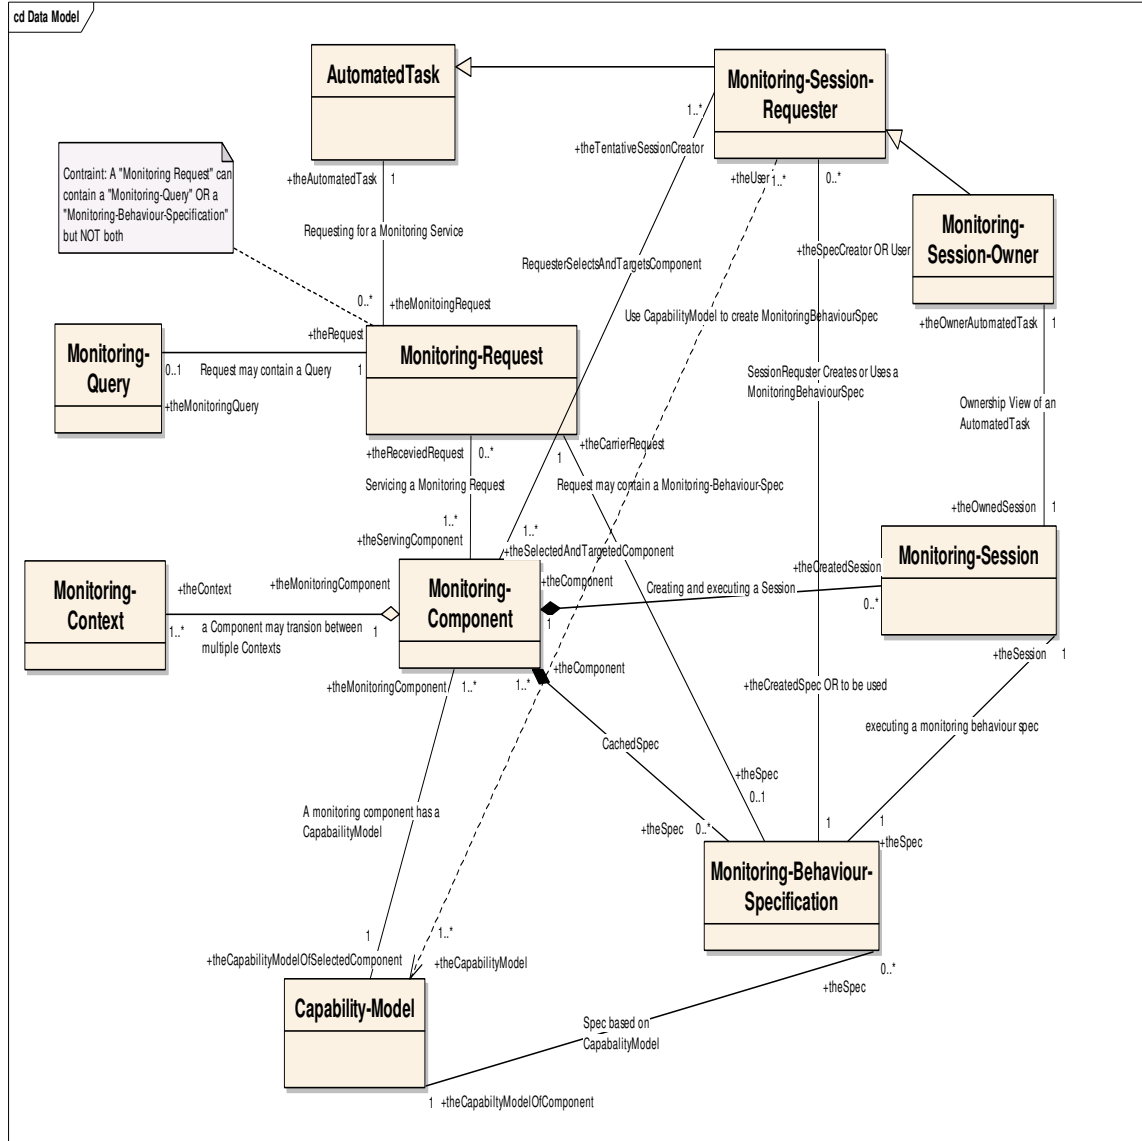 cd Data Model
AutomatedTask
Monitoring-Session-
Requester
1..*
+theTentativeSessionCreator
Contraint: A "Monitoring Request" can
contain a "Monitoring-Query" OR a
"Monitoring-Behaviour-Specification"
but NOT both
+theAutomatedTask
1
+theUser
1..*
0..*
Monitoring-
Session-Owner
Requesting for a Monitoring Service
+theSpecCreator OR User
RequesterSelectsAndTargetsComponent
0..*
+theMonitoingRequest
Use CapabilityModel to create MonitoringBehaviourSpec
+theOwnerAutomatedTask
1
+theRequest
Monitoring-
Query
Monitoring-Request
0..1
Request may contain a Query
1
+theMonitoringQuery
SessionRequster Creates or Uses a
MonitoringBehaviourSpec
Ownership View of an
AutomatedTask
+theReceviedRequest
0..*
+theCarrierRequest
1
Servicing a Monitoring Request
Request may contain a Monitoring-Behaviour-Spec
1..*
+theServingComponent
1..*
+theSelectedAndTargetedComponent
+theOwnedSession
1
Monitoring-Session
Monitoring-
Context
+theContext
1..*
+theMonitoringComponent
1
a Component may transion between
multiple Contexts
Monitoring-
Component
+theComponent
1
Creating and executing a Session
+theCreatedSession
0..*
+theSession
1
+theMonitoringComponent
1..*
1..*
+theComponent
+theCreatedSpec OR to be used
executing a monitoring behaviour spec
CachedSpec
+theSpec
0..1
A monitoring component has a
CapabailityModel
+theSpec
0..*
1
1
+theSpec
Monitoring-Behaviour-
Specification
1
+theCapabilityModelOfSelectedComponent
1..*
+theCapabilityModel
0..*
+theSpec
Capability-Model
Spec based on
CapabalityModel
1
+theCapabiltyModelOfComponent